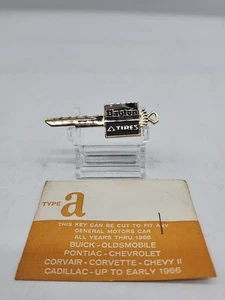 Dayton
TIRES
TYPE a
THIS KEY CAN BE CUT TO FIT ANY
GENERAL MOTORS CAR
ALL YEARS THRU 1966
BUICK - OLDSMOBILE
PONTIAC - CHEVROLET
CORVAIR - CORVETTE - CHEVY II
CADILLAC - UP TO EARLY 1966